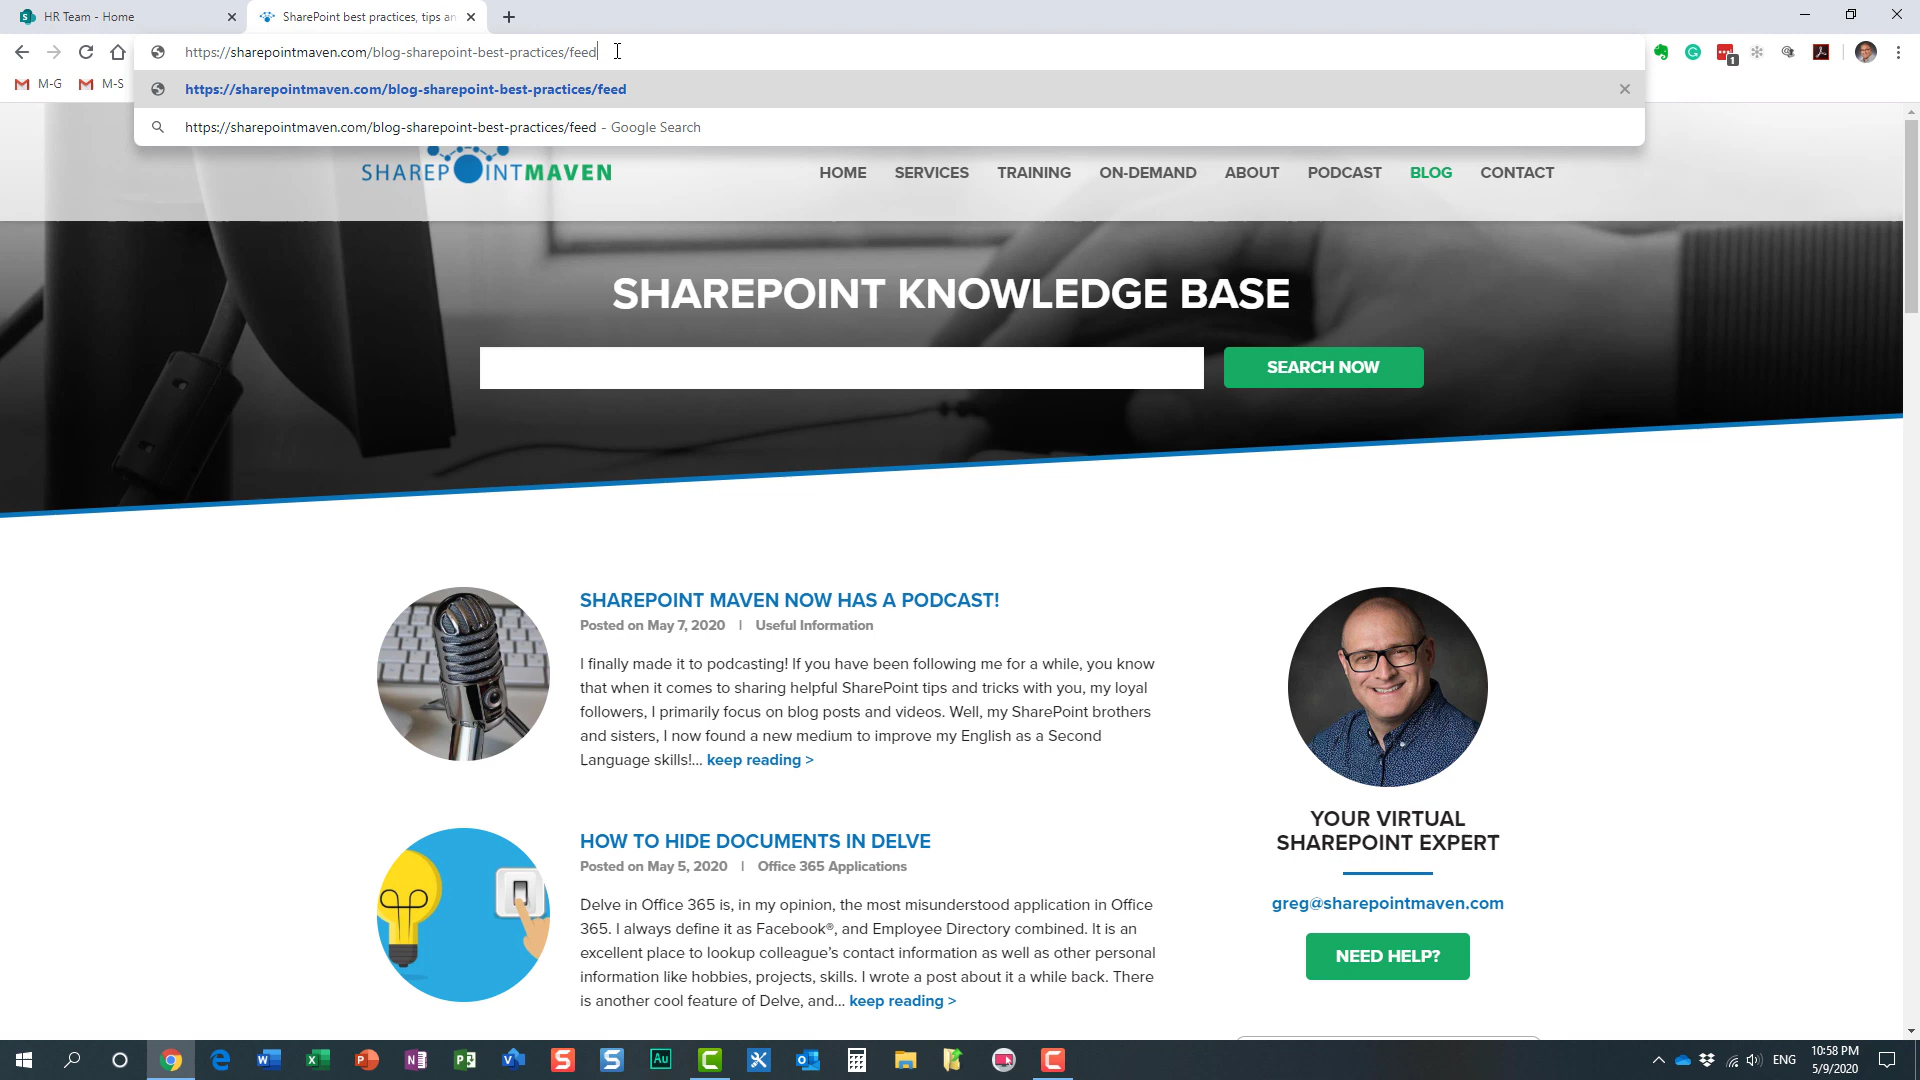 HR Team - Home
SharePoint best practices, tips an
https://sharepointmaven.com/blog-sharepoint-best-practices/feed
1
M-G
M-S
https://sharepointmaven.com/blog-sharepoint-best-practices/feed
https://sharepointmaven.com/blog-sharepoint-best-practices/feed - Google Search
SHAREPOINTMAVEN
HOME SERVICES TRAINING ON-DEMAND ABOUT PODCAST BLOG CONTACT
SHAREPOINT KNOWLEDGE BASE
SEARCH NOW
SHAREPOINT MAVEN NOW HAS A PODCAST!
Posted on May 7, 2020 | Useful Information
I finally made it to podcasting! If you have been following me for a while, you know
that when it comes to sharing helpful SharePoint tips and tricks with you, my loyal
followers, I primarily focus on blog posts and videos. Well, my SharePoint brothers
and sisters, I now found a new medium to improve my English as a Second
Language skills!... keep reading >
HOW TO HIDE DOCUMENTS IN DELVE
Posted on May 5, 2020 | Office 365 Applications
Delve in Office 365 is, in my opinion, the most misunderstood application in Office
365. I always define it as Facebook®, and Employee Directory combined. It is an
excellent place to lookup colleague's contact information as well as other personal
information like hobbies, projects, skills. I wrote a post about it a while back. There
is another cool feature of Delve, and... keep reading >
YOUR VIRTUAL
SHAREPOINT EXPERT
greg@sharepointmaven.com
NEED HELP?
ENG
10:58 PM
5/9/2020